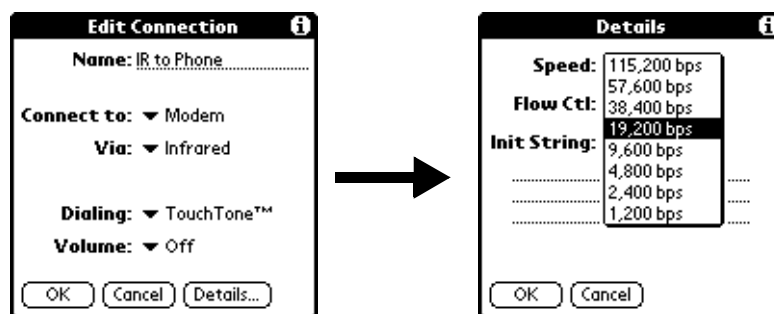 Edit Connection
Name: IR to Phone
Connect to: Modem
Via: Infrared
Dialing: TouchTone™
Volume: Off
OK Cancel Details...
Details
Speed: 115,200 bps
57,600 bps
Flow Ctl: 38,400 bps
19,200 bps
Init String: 9,600 bps
4,800 bps
2,400 bps
1,200 bps
OK Cancel